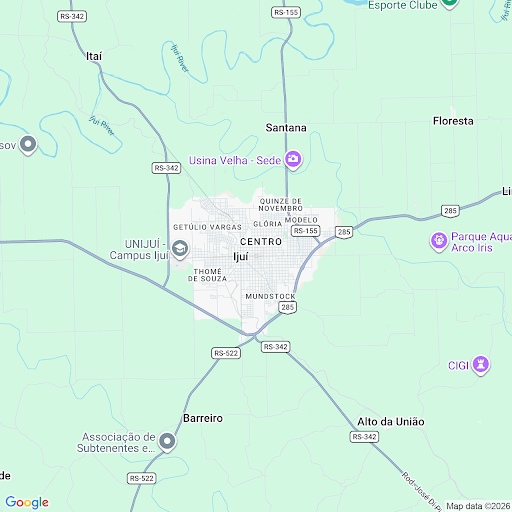 Esporte Clube
RS-155
RS-342
Itaí
Ijuí River
Ijuí River
Santana
Floresta
sov
Usina Velha - Sede
RS-342
QUINZE DE
NOVEMBRO
285
GETÚLIO VARGAS
GLÓRIA
MODELO
RS-155
285
UNIJUÍ -
Campus Ijuí
CENTRO
Ijuí
Parque Aqua
Arco Iris
THOMÉ
DE SOUZA
MUNDSTOCK
285
RS-522
RS-342
CIGI
Barreiro
Alto da União
Associação de
Subtenentes e...
RS-342
RS-522
de
Google
Map data ©2026